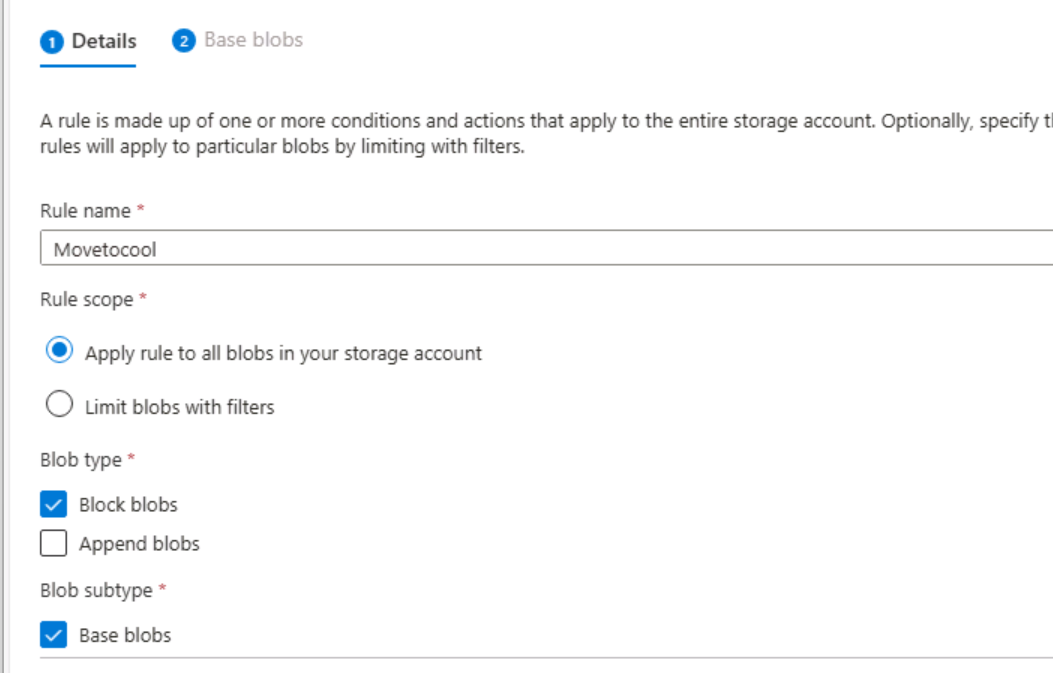 1 Details 2 Base blobs
A rule is made up of one or more conditions and actions that apply to the entire storage account. Optionally, specify
rules will apply to particular blobs by limiting with filters.
Rule name *
Movetocool
Rule scope *
Apply rule to all blobs in your storage account
Limit blobs with filters
Blob type *
Block blobs
Append blobs
Blob subtype *
Base blobs